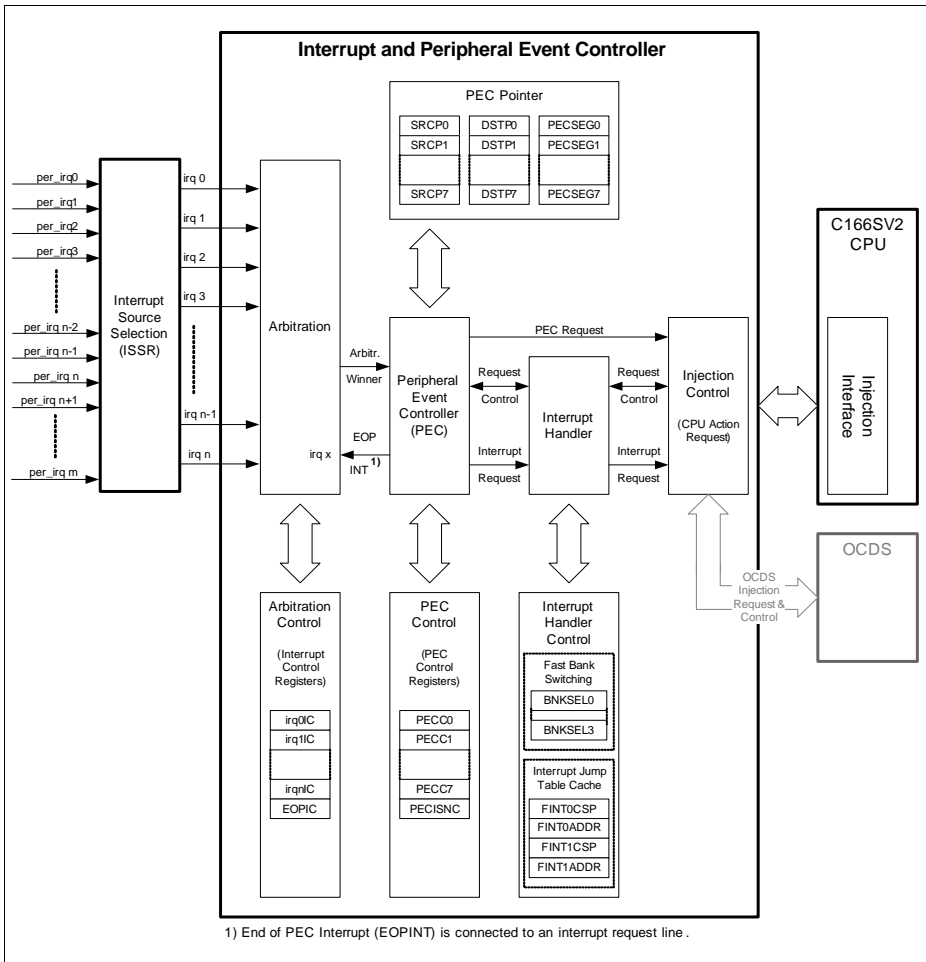 Interrupt and Peripheral Event Controller
PEC Pointer
SRCP0
SRCP1
SRCP7
DSTP0
DSTP1
DSTP7
PECSEG0
PECSEG1
PECSEG7
per_irq0
per_irq1
per_irq2
per_irq3
per_irq n-2
per_irq n-1
per_irq n
per_irq n+1
per_irq m
Interrupt
Source
Selection
(ISSR)
irq 0
irq 1
irq 2
irq 3
irq n-1
irq n
Arbitration
irq x
Arbitr.
Winner
EOP
INT 1)
Peripheral
Event
Controller
(PEC)
PEC Request
Request
Control
Interrupt
Request
Interrupt
Handler
Request
Control
Interrupt
Request
Injection
Control
(CPU Action
Request)
C166SV2
CPU
Injection
Interface
OCDS
OCDS
Injection
Request &
Control
Arbitration
Control
(Interrupt
Control
Registers)
irq0IC
irq1IC
irqnIC
EOPIC
PEC
Control
(PEC
Control
Registers)
PECC0
PECC1
PECC7
PECISNC
Interrupt
Handler
Control
Fast Bank
Switching
BNKSEL0
BNKSEL3
Interrupt Jump
Table Cache
FINT0CSP
FINT0ADDR
FINT1CSP
FINT1ADDR
1) End of PEC Interrupt (EOPINT) is connected to an interrupt request line .